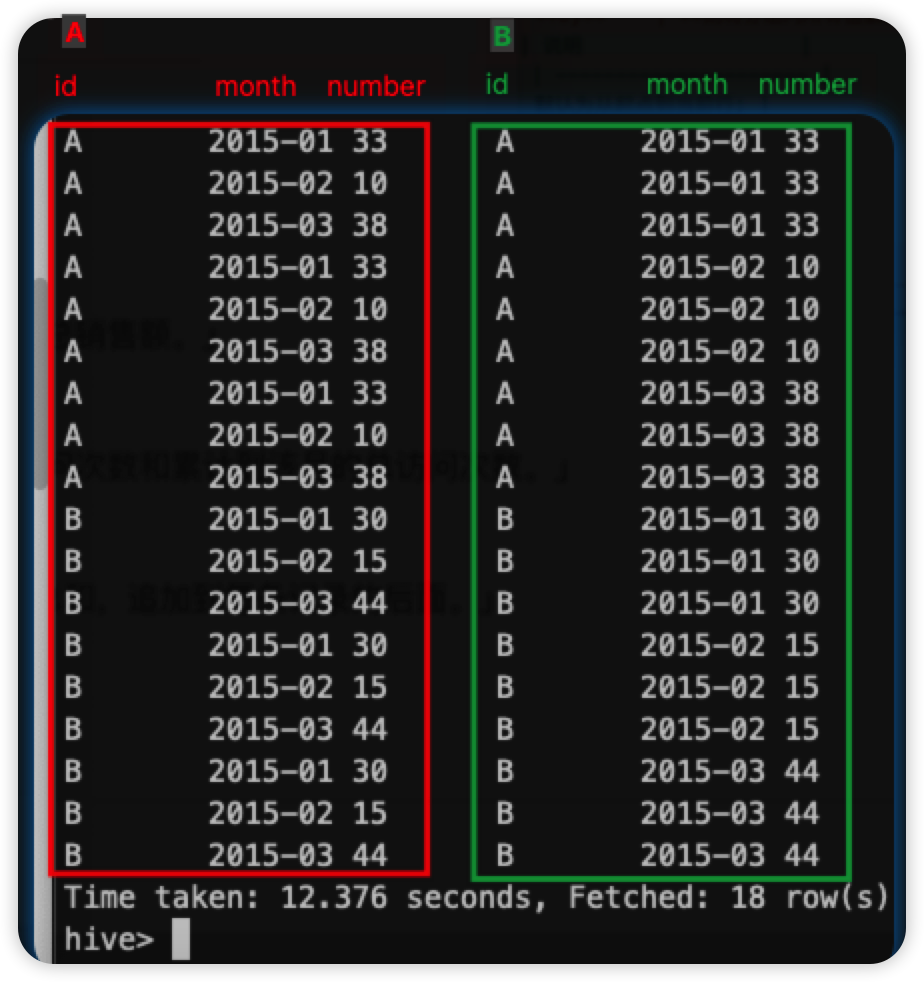 A B
id month number id month number
A 2015-01 33 A 2015-01 33
A 2015-02 10 A 2015-01 33
A 2015-03 38 A 2015-01 33
A 2015-01 33 A 2015-02 10
A 2015-02 10 A 2015-02 10
A 2015-03 38 A 2015-02 10
A 2015-01 33 A 2015-03 38
A 2015-02 10 A 2015-03 38
A 2015-03 38 A 2015-03 38
B 2015-01 30 B 2015-01 30
B 2015-02 15 B 2015-01 30
B 2015-03 44 B 2015-01 30
B 2015-01 30 B 2015-02 15
B 2015-02 15 B 2015-02 15
B 2015-03 44 B 2015-02 15
B 2015-01 30 B 2015-03 44
B 2015-02 15 B 2015-03 44
B 2015-03 44 B 2015-03 44
Time taken: 12.376 seconds, Fetched: 18 row(s)
hive>